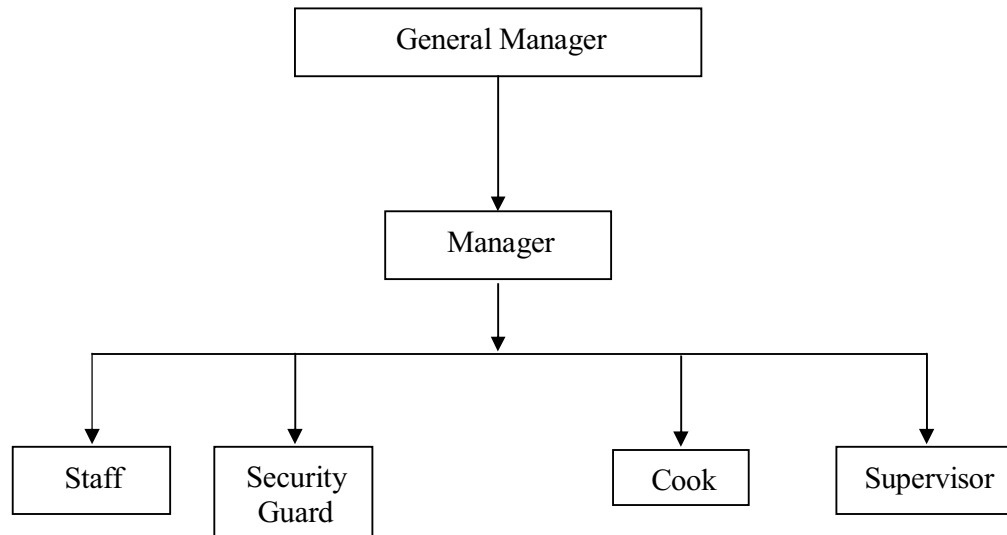 General Manager
Manager
Staff
Security
Guard
Cook
Supervisor